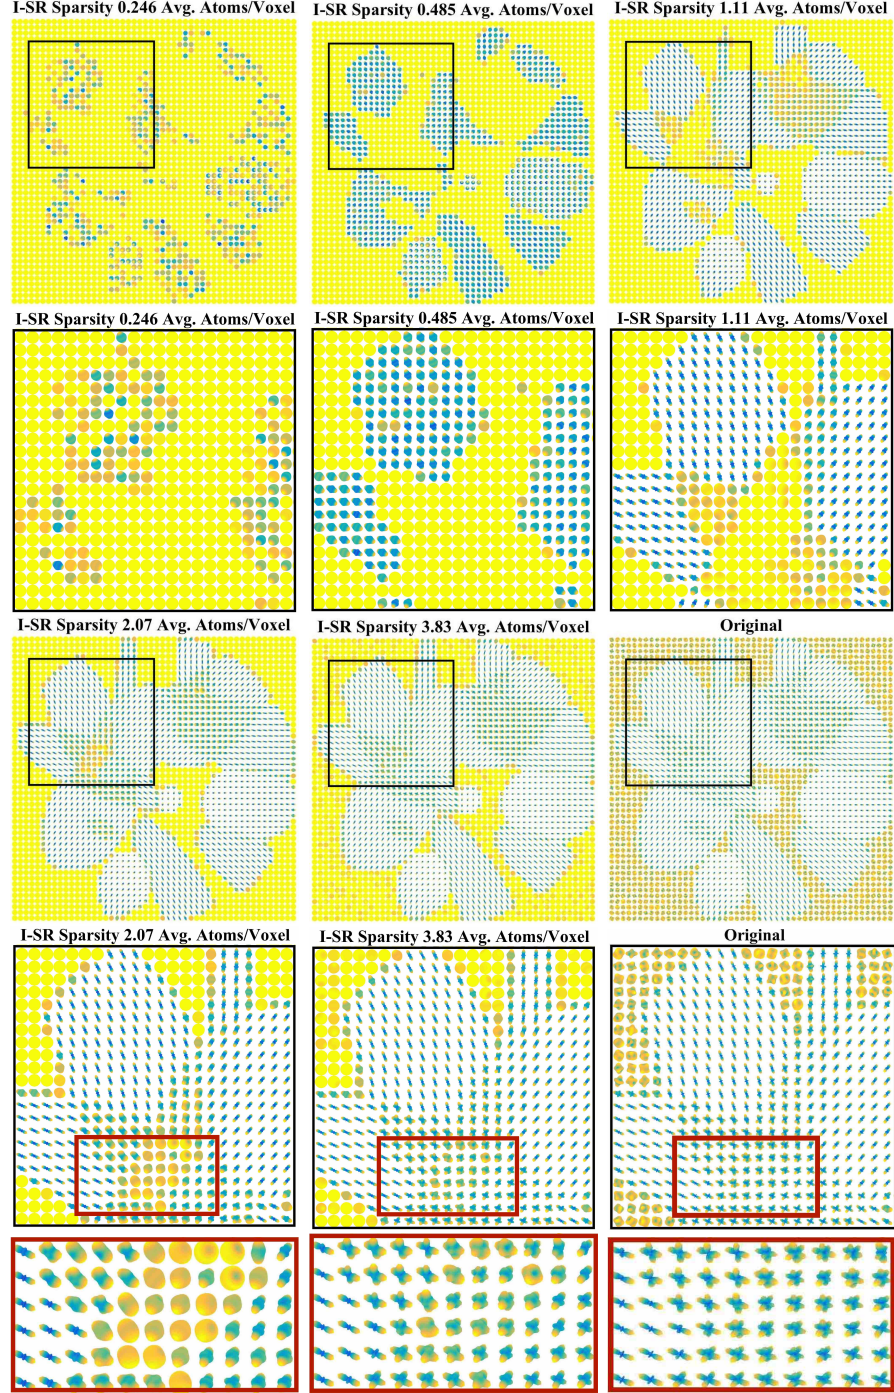 I-SR Sparsity 0.246 Avg. Atoms/Voxel
I-SR Sparsity 0.485 Avg. Atoms/Voxel
I-SR Sparsity 1.11 Avg. Atoms/Voxel
I-SR Sparsity 0.246 Avg. Atoms/Voxel
I-SR Sparsity 0.485 Avg. Atoms/Voxel
I-SR Sparsity 1.11 Avg. Atoms/Voxel
I-SR Sparsity 2.07 Avg. Atoms/Voxel
I-SR Sparsity 3.83 Avg. Atoms/Voxel
Original
I-SR Sparsity 2.07 Avg. Atoms/Voxel
I-SR Sparsity 3.83 Avg. Atoms/Voxel
Original